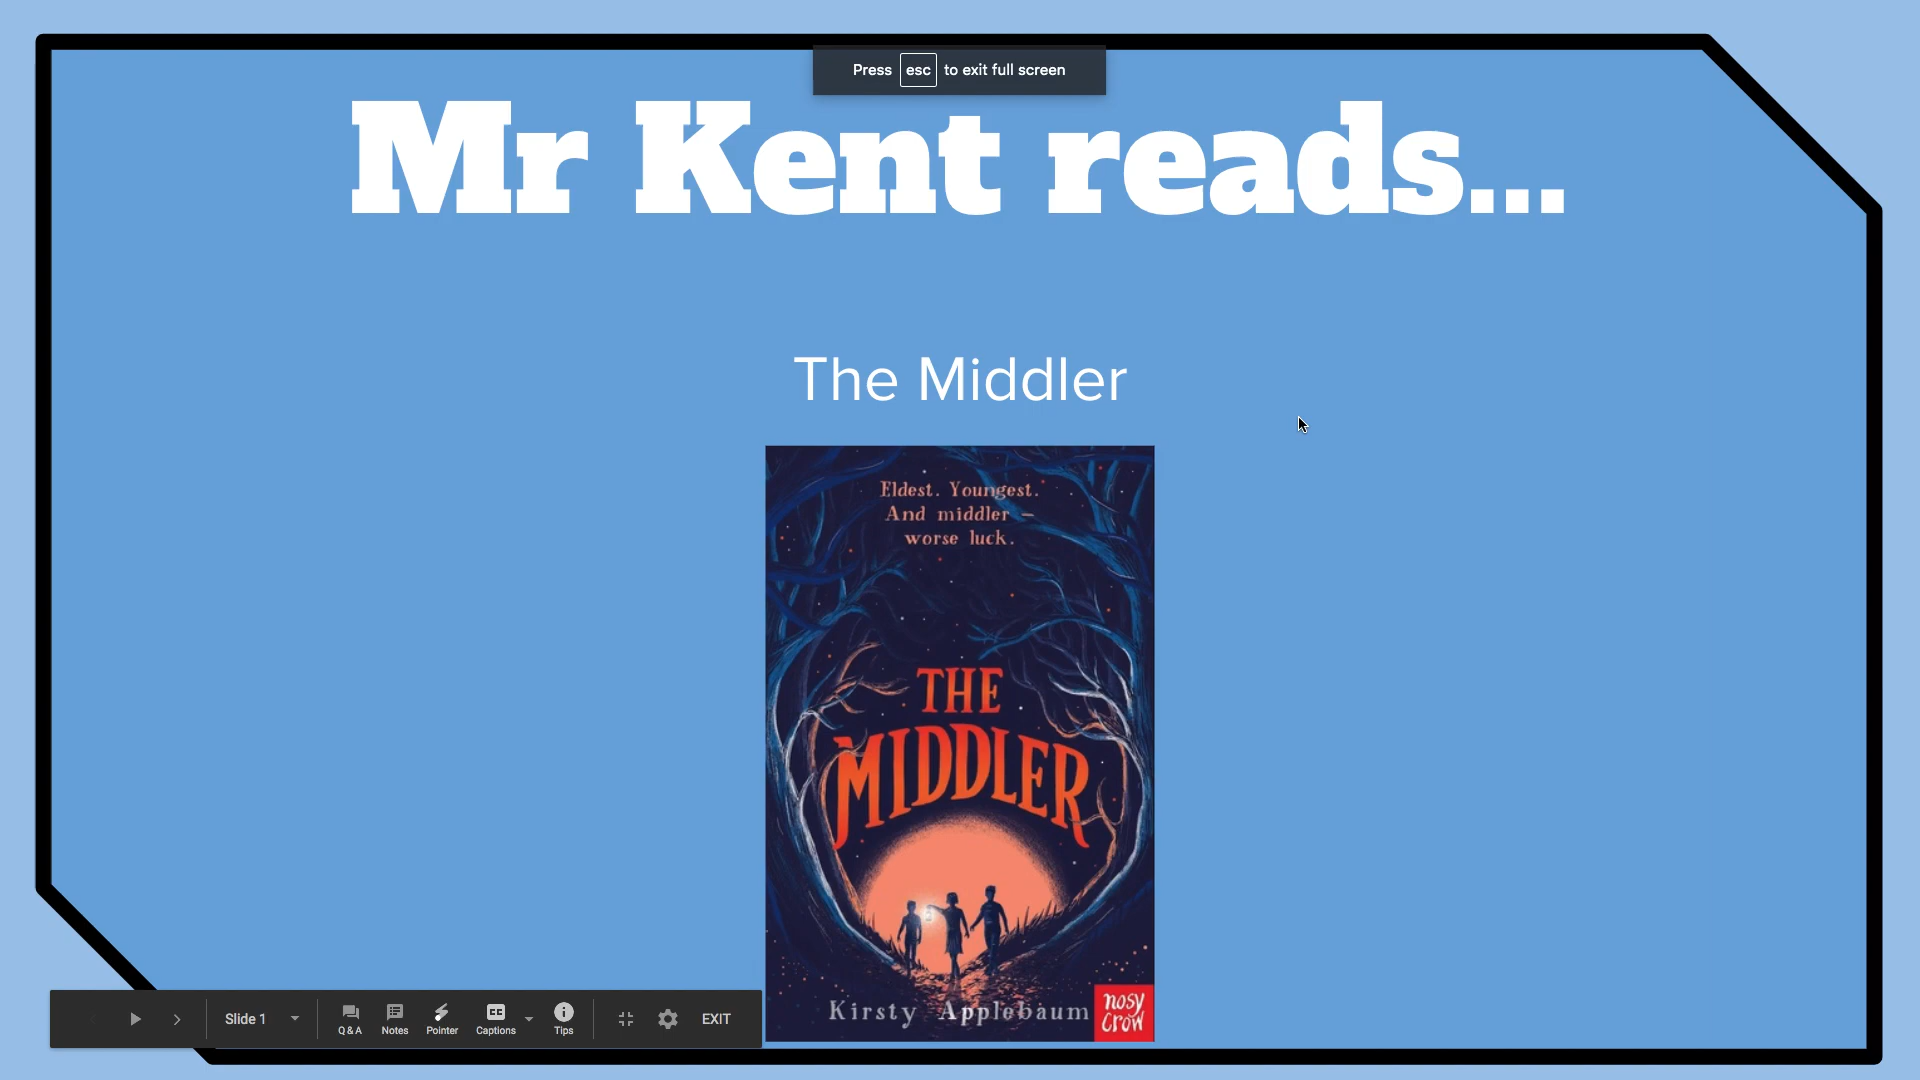 Press esc to exit full screen
Mr Kent reads...
The Middler
Eldest. Youngest.
And middler –
worse luck.
THE
MIDDLER
Kirsty Applebaum
nosy
crow
Slide 1
Q & A
Notes
Pointer
CC
Captions
Tips
EXIT